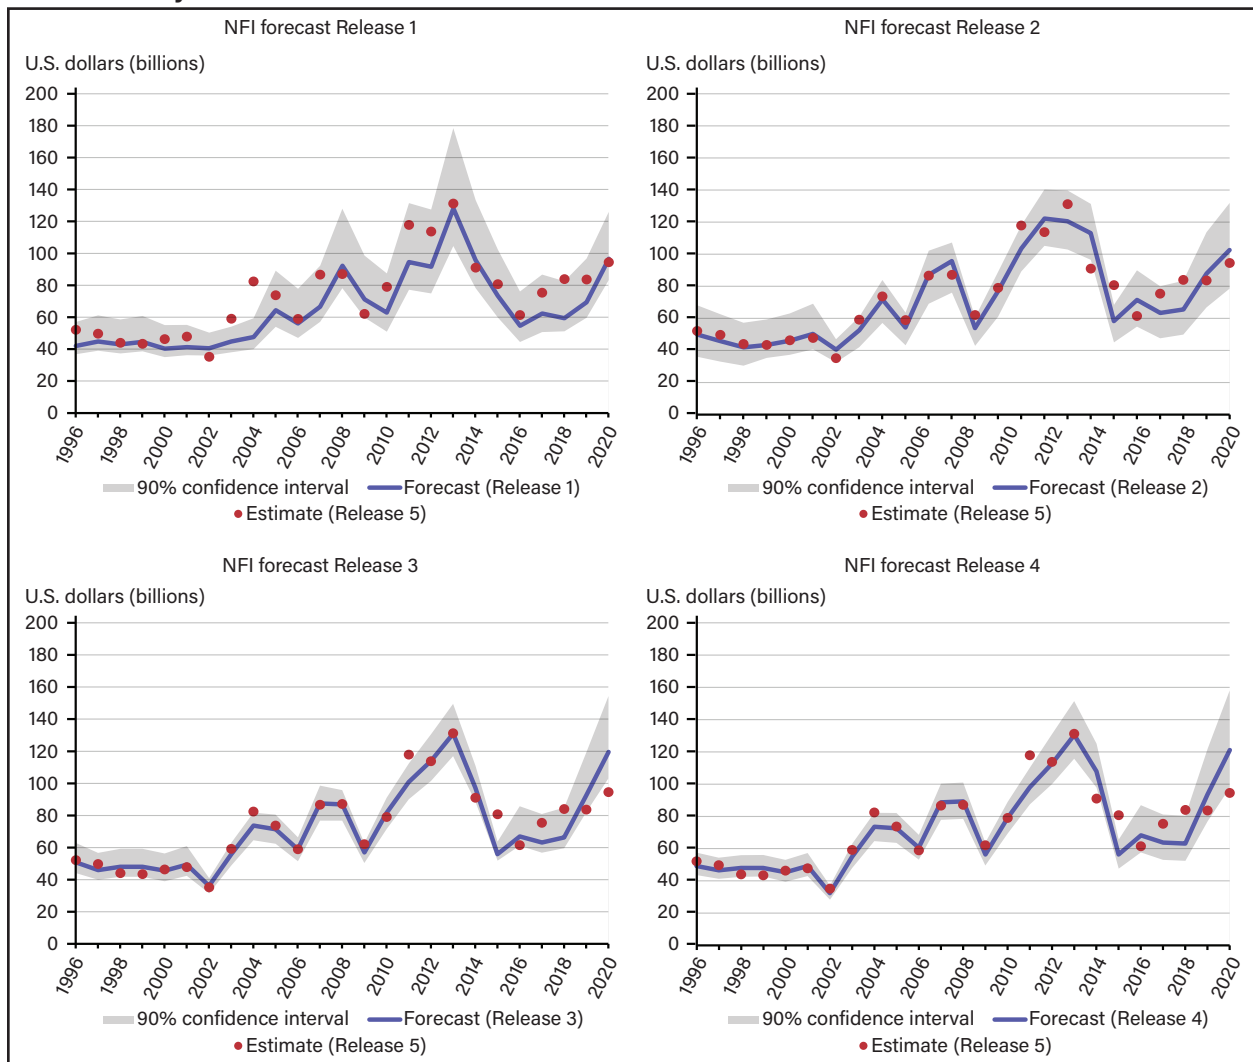 NFI forecast Release 1
U.S. dollars (billions)
200
180
160
140
120
100
80
60
40
20
0
1996 1998 2000 2002 2004 2006 2008 2010 2012 2014 2016 2018 2020
90% confidence interval Forecast (Release 1)
Estimate (Release 5)
NFI forecast Release 2
U.S. dollars (billions)
200
180
160
140
120
100
80
60
40
20
0
1996 1998 2000 2002 2004 2006 2008 2010 2012 2014 2016 2018 2020
90% confidence interval Forecast (Release 2)
Estimate (Release 5)
NFI forecast Release 3
U.S. dollars (billions)
200
180
160
140
120
100
80
60
40
20
0
1996 1998 2000 2002 2004 2006 2008 2010 2012 2014 2016 2018 2020
90% confidence interval Forecast (Release 3)
Estimate (Release 5)
NFI forecast Release 4
U.S. dollars (billions)
200
180
160
140
120
100
80
60
40
20
0
1996 1998 2000 2002 2004 2006 2008 2010 2012 2014 2016 2018 2020
90% confidence interval Forecast (Release 4)
Estimate (Release 5)